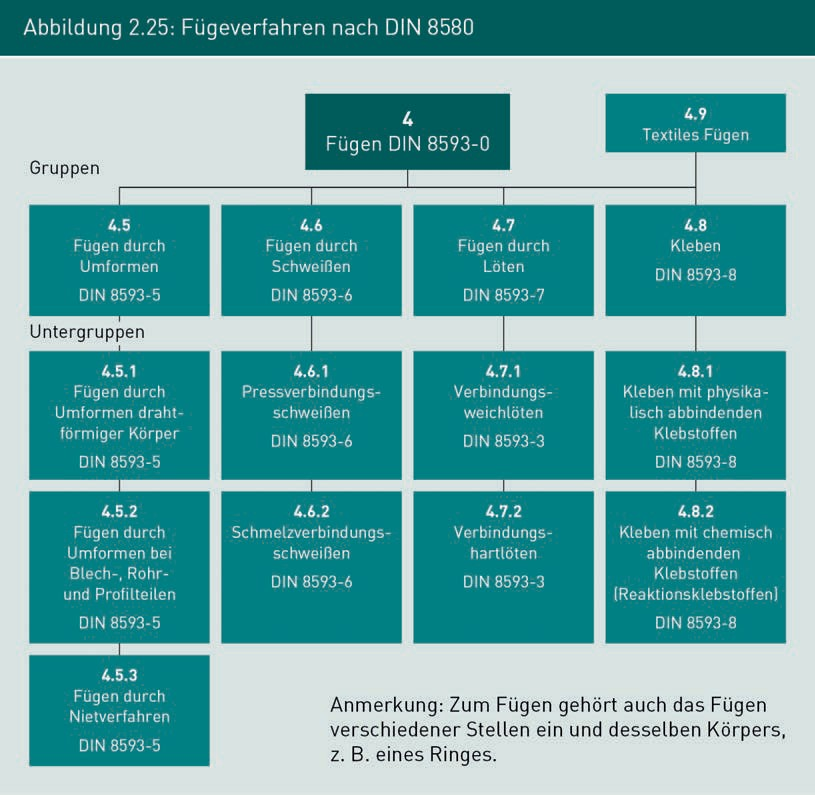 Abbildung 2.25: Fügeverfahren nach DIN 8580
4
Fügen DIN 8593-0
4.9
Textiles Fügen
Gruppen
4.5
Fügen durch
Umformen
DIN 8593-5
4.6
Fügen durch
Schweißen
DIN 8593-6
4.7
Fügen durch
Löten
DIN 8593-7
4.8
Kleben
DIN 8593-8
Untergruppen
4.5.1
Fügen durch
Umformen draht-
förmiger Körper
DIN 8593-5
4.6.1
Pressverbindungs-
schweißen
DIN 8593-6
4.7.1
Verbindungs-
weichlöten
DIN 8593-3
4.8.1
Kleben mit physika-
lisch abbindenden
Klebstoffen
DIN 8593-8
4.5.2
Fügen durch
Umformen bei
Blech-, Rohr-
und Profilteilen
DIN 8593-5
4.6.2
Schmelzverbindungs-
schweißen
DIN 8593-6
4.7.2
Verbindungs-
hartlöten
DIN 8593-3
4.8.2
Kleben mit chemisch
abbindenden
Klebstoffen
(Reaktionsklebstoffen)
DIN 8593-8
4.5.3
Fügen durch
Nietverfahren
DIN 8593-5
Anmerkung: Zum Fügen gehört auch das Fügen
verschiedener Stellen ein und desselben Körpers,
z. B. eines Ringes.